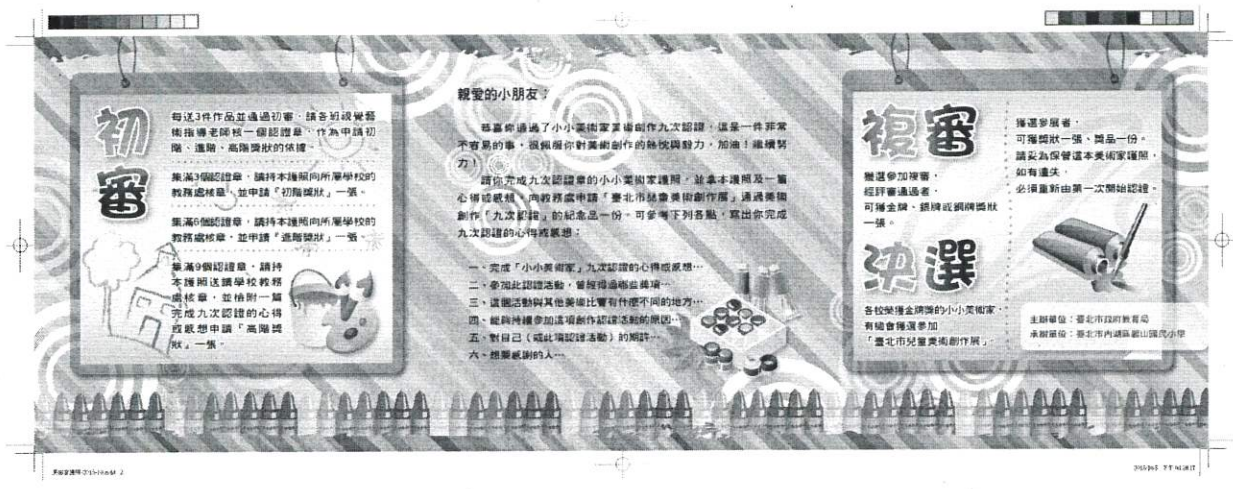 初審
每送3件作品並通過初審，請各班視覺藝
術指導老師核一個認證章，作為申請初
階、進階、高階獎狀的依據。
集滿3個認證章，請持本護照向所屬學校的
教務處核章，並申請『初階獎狀』一張。
集滿6個認證章，請持本護照向所屬學校的
教務處核章，並申請『進階獎狀』一張。
集滿9個認證章，請持
本護照送請學校教務
處核章，並檢附一篇
完成九次認證的心得
或感想申請『高階獎
狀』一張。
親愛的小朋友：
恭喜你通過了小小美術家美術創作九次認證，這是一件非常
不容易的事，很佩服你對美術創作的熱忱與毅力，加油！繼續努
力！
請你完成九次認證章的小小美術家護照，並拿本護照及一篇
心得或感想，向教務處申請「臺北市兒童美術創作展」通過美術
創作「九次認證」的紀念品一份。可參考下列各點，寫出你完成
九次認證的心得或感想：
一、完成「小小美術家」九次認證的心得或感想…
二、參加此認證活動，曾經得過哪些獎項…
三、這個活動與其他美術比賽有什麼不同的地方…
四、能夠持續參加這項創作認證活動的原因…
五、對自己（或此項認證活動）的期許…
六、想要感謝的人…
複審
獲選參加複審，
經評審通過者，
可獲金牌、銀牌或銅牌獎狀
一張。
決選
各校榮獲金牌獎的小小美術家，
有機會獲選參加
「臺北市兒童美術創作展」，
獲選參展者，
可獲獎狀一張、獎品一份。
請妥為保管這本美術家護照，
如有遺失，
必須重新由第一次開始認證。
主辦單位：臺北市政府教育局
承辦單位：臺北市內湖區麗山國民小學